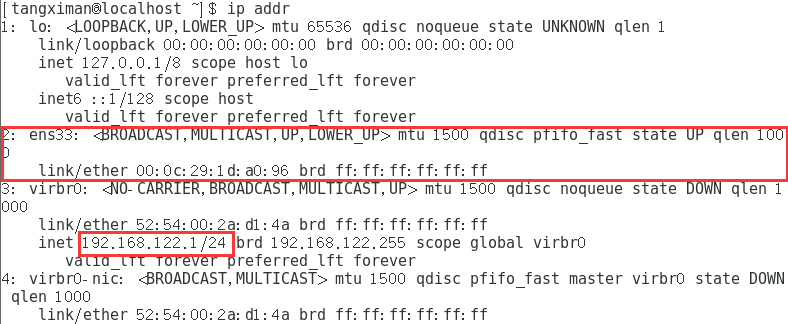 [tangximan@localhost ~]$ ip addr
1: lo: <LOOPBACK,UP,LOWER_UP> mtu 65536 qdisc noqueue state UNKNOWN qlen 1
link/loopback 00:00:00:00:00:00 brd 00:00:00:00:00:00
inet 127.0.0.1/8 scope host lo
valid_lft forever preferred_lft forever
inet6 ::1/128 scope host
valid_lft forever preferred_lft forever
2: ens33: <BROADCAST,MULTICAST,UP,LOWER_UP> mtu 1500 qdisc pfifo_fast state UP qlen 100
0
link/ether 00:0c:29:1d:a0:96 brd ff:ff:ff:ff:ff:ff
3: virbr0: <NO-CARRIER,BROADCAST,MULTICAST,UP> mtu 1500 qdisc noqueue state DOWN qlen 1
000
link/ether 52:54:00:2a:d1:4a brd ff:ff:ff:ff:ff:ff
inet 192.168.122.1/24 brd 192.168.122.255 scope global virbr0
valid_lft forever preferred_lft forever
4: virbr0-nic: <BROADCAST,MULTICAST> mtu 1500 qdisc pfifo_fast master virbr0 state DOWN
qlen 1000
link/ether 52:54:00:2a:d1:4a brd ff:ff:ff:ff:ff:ff